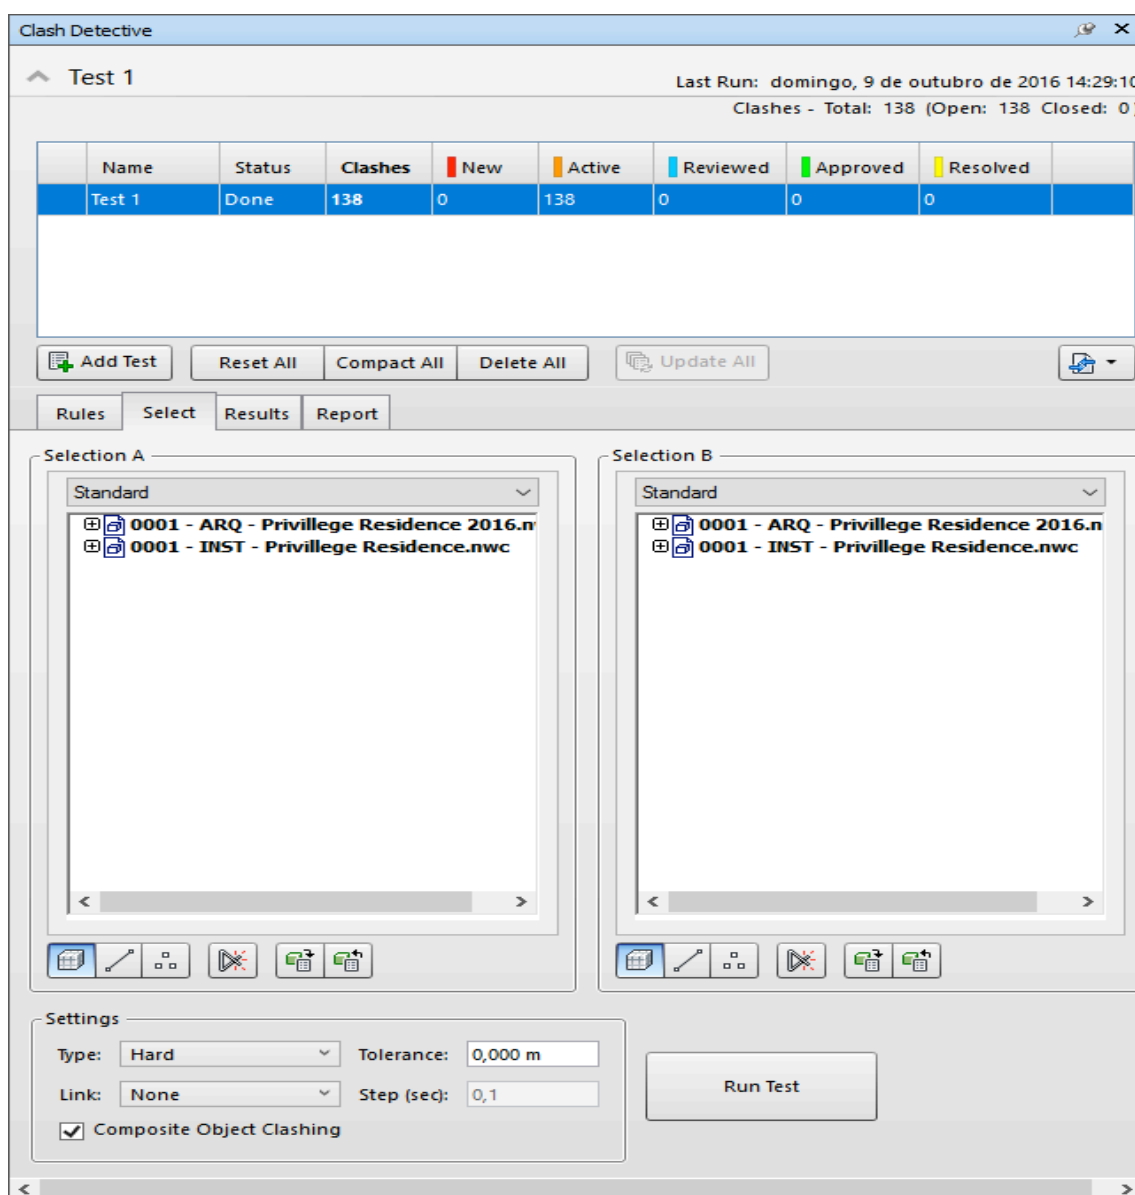 Clash Detective
Test 1
Last Run: domingo, 9 de outubro de 2016 14:29:10
Clashes - Total: 138 (Open: 138 Closed: 0)
Name Status Clashes New Active Reviewed Approved Resolved
Test 1 Done 138 0 138 0 0 0
Add Test Reset All Compact All Delete All Update All
Rules Select Results Report
Selection A
Standard
0001 - ARQ - Privillege Residence 2016.n
0001 - INST - Privillege Residence.nwc
Selection B
Standard
0001 - ARQ - Privillege Residence 2016.n
0001 - INST - Privillege Residence.nwc
Settings
Type: Hard Tolerance: 0,000 m
Link: None Step (sec): 0,1
Composite Object Clashing
Run Test